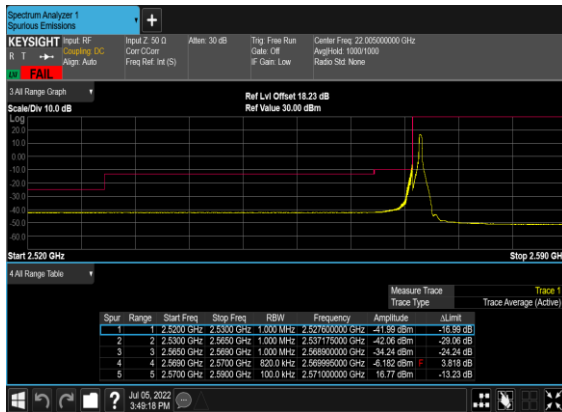 Spectrum Analyzer 1
Spurious Emissions
KEYSIGHT Input: RF Input Z: 50 Ω Atten: 30 dB Trig: Free Run Center Freq: 22.005000000 GHz
R T Coupling: DC Corr CCorr Gate: Off Avg|Hold: 1000/1000
Align: Auto Freq Ref: Int (S) IF Gain: Low Radio Std: None
FAIL
3 All Range Graph
Ref Lvl Offset 18.23 dB
Scale/Div 10.0 dB Ref Value 30.00 dBm
Log
20.0
10.0
0.00
-10.0
-20.0
-30.0
-40.0
-50.0
-60.0
Start 2.520 GHz Stop 2.590 GH
4 All Range Table
Measure Trace Trace 1
Trace Type Trace Average (Active)
Spur Range Start Freq Stop Freq RBW Frequency Amplitude ΔLimit
1 1 2.5200 GHz 2.5300 GHz 1.000 MHz 2.527600000 GHz -41.99 dBm -16.99 dB
2 2 2.5300 GHz 2.5650 GHz 1.000 MHz 2.537175000 GHz -42.06 dBm -29.06 dB
3 3 2.5650 GHz 2.5690 GHz 1.000 MHz 2.568900000 GHz -34.24 dBm -24.24 dB
4 4 2.5690 GHz 2.5700 GHz 820.0 kHz 2.569995000 GHz -6.182 dBm F 3.818 dB
5 5 2.5700 GHz 2.5900 GHz 100.0 kHz 2.571000000 GHz 16.77 dBm -13.23 dB
Jul 05, 2022
3:49:18 PM